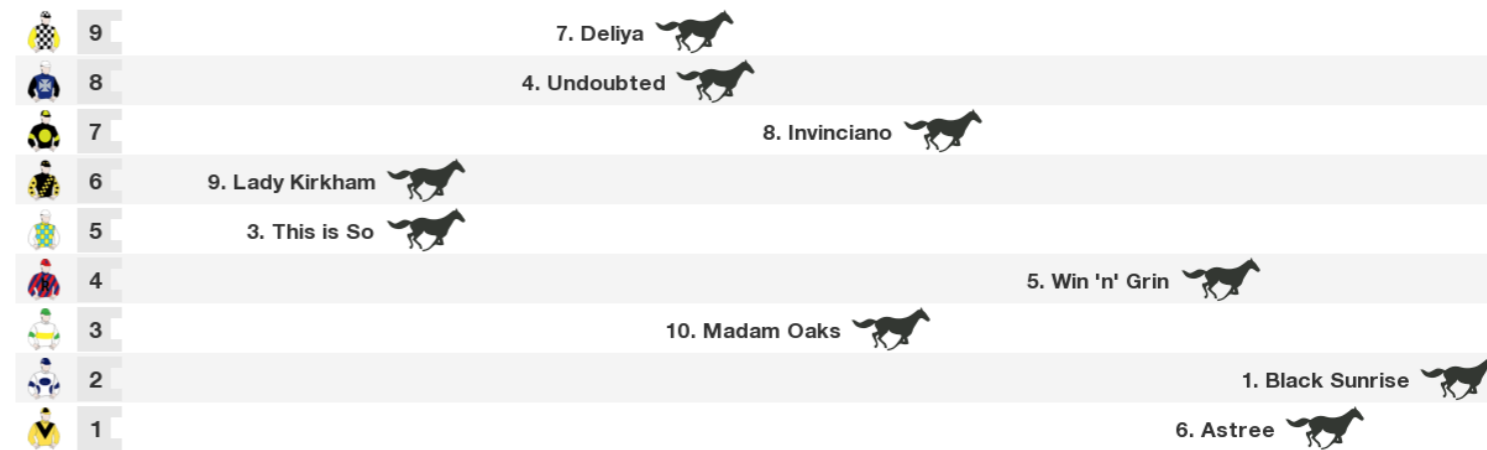 9 7. Deliya
8 4. Undoubted
7 8. Invinciano
6 9. Lady Kirkham
5 3. This is So
4 5. Win 'n' Grin
3 10. Madam Oaks
2 1. Black Sunrise
1 6. Astree